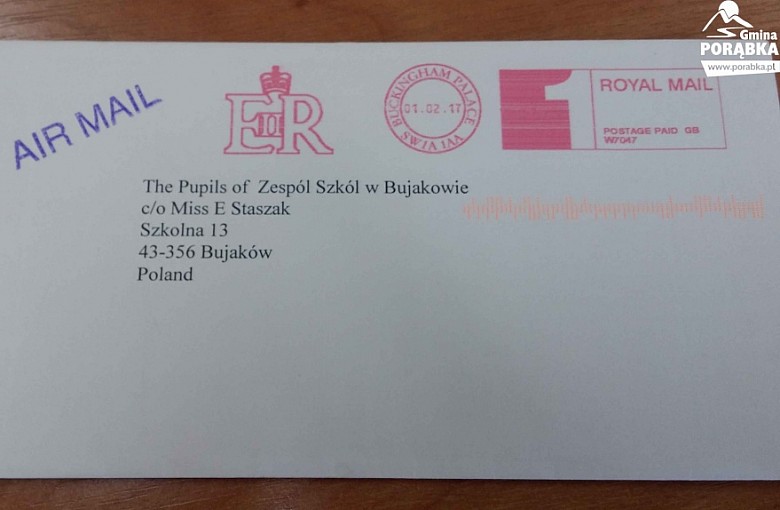 Gmina
PORĄBKA
www.porabka.pl
AIR MAIL
EIIR
BUCKINGHAM PALACE
01.02.17
SW1A 1AA
1
ROYAL MAIL
POSTAGE PAID GB
W7047
The Pupils of Zespól Szkól w Bujakowie
c/o Miss E Staszak
Szkolna 13
43-356 Bujaków
Poland